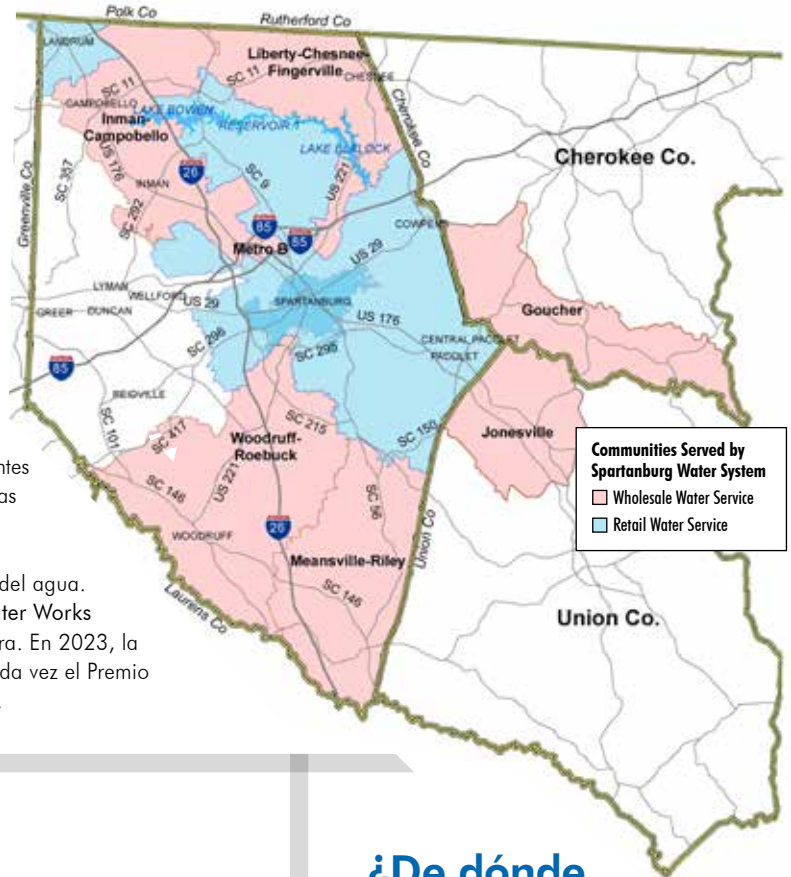 Polk Co
Rutherford Co
LANDRUM
Liberty-Chesnee-
Fingerville
CHESNEE
SC 11
SC 11
CAMPOBELLO
LAKE BOWEN
RESERVOIR 1
Inman-
Campobello
LAKE BLALOCK
Cherokee Co
Cherokee Co.
Greenville Co
SC 357
US 176
26
SC 9
US 221
INMAN
SC 292
85
85
Metro B
COWPENS
US 29
LYMAN
WELLFORD
US 29
SPARTANBURG
Goucher
GREER
DUNCAN
US 176
SC 296
CENTRAL PACOLET
PACOLET
SC 295
85
REIDVILLE
SC 101
SC 417
SC 215
Woodruff-
Roebuck
SC 150
Jonesville
Communities Served by
Spartanburg Water System
Wholesale Water Service
Retail Water Service
ntes
as
SC 146
US 221
SC 56
26
WOODRUFF
Union Co
Meansville-Riley
SC 146
Laurens Co
Union Co.
del agua.
ter Works
ra. En 2023, la
da vez el Premio
¿De dónde